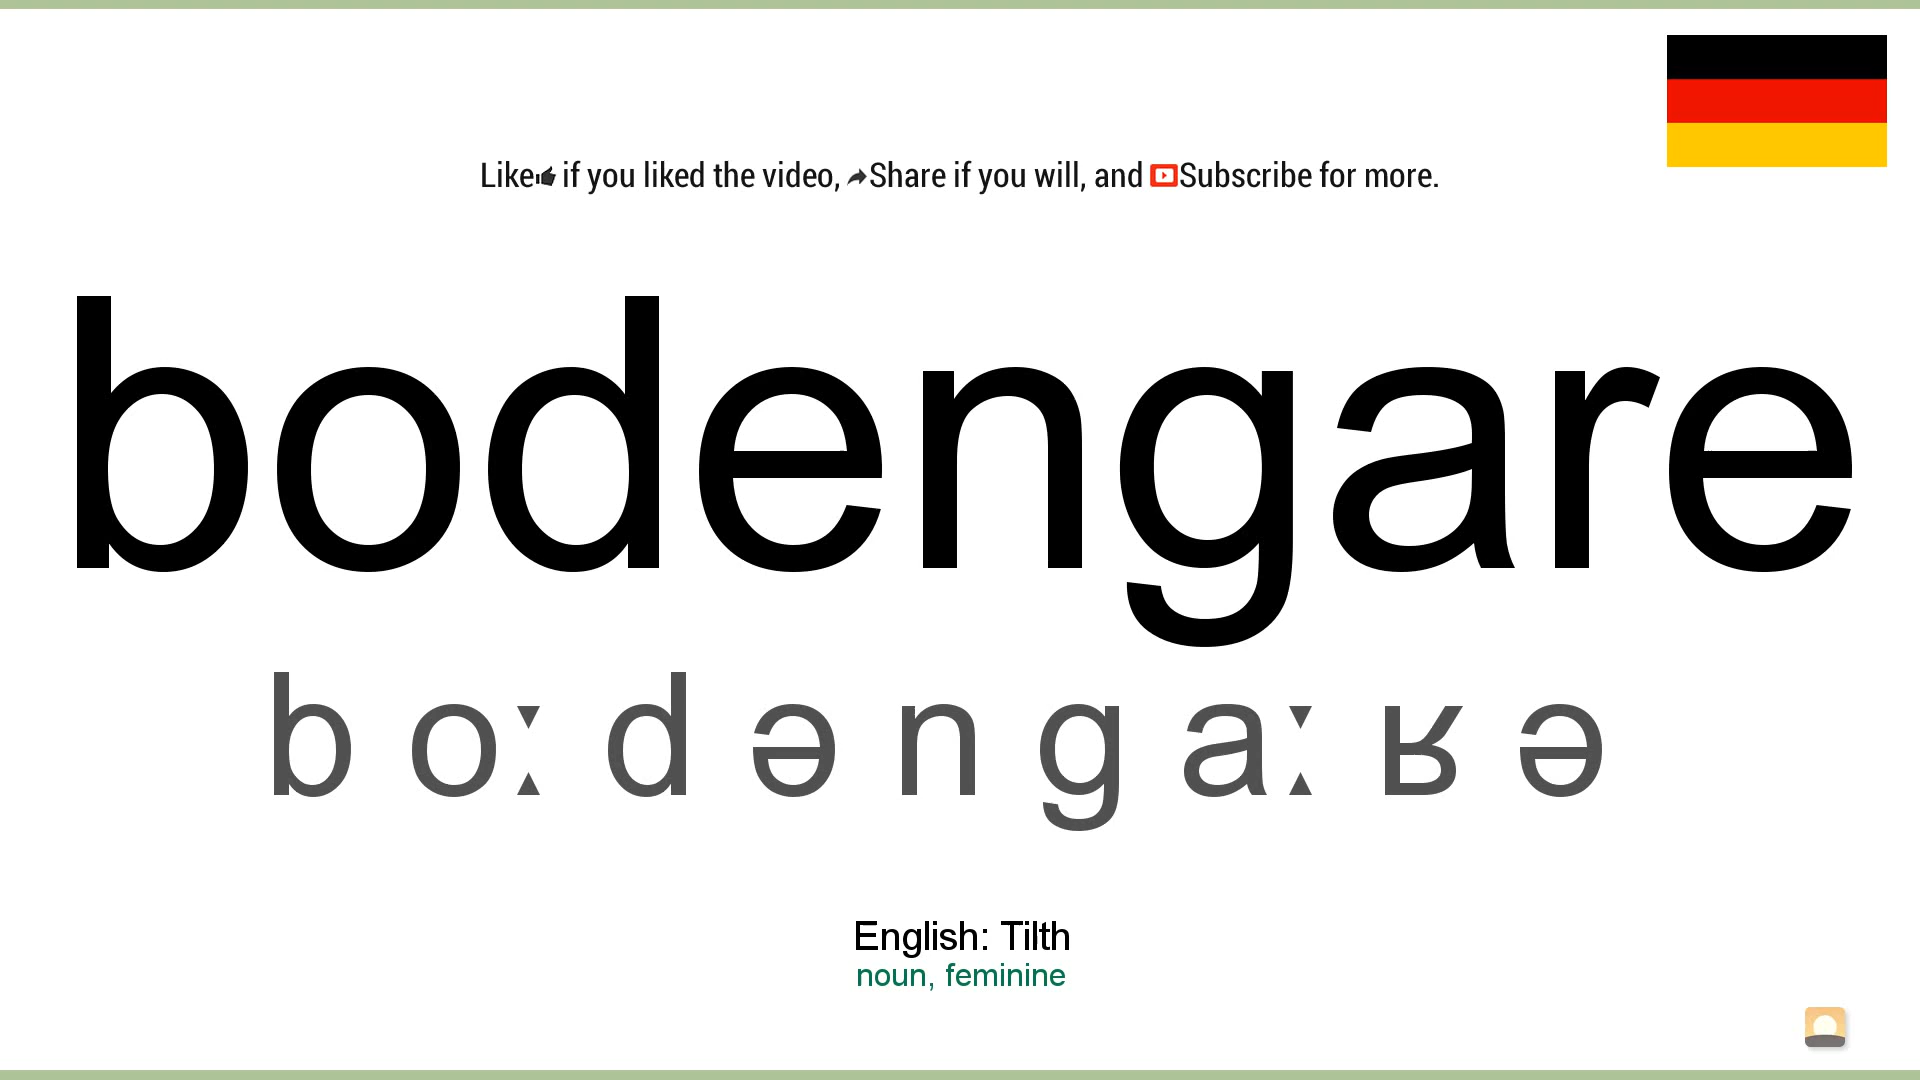 Like if you liked the video, Share if you will, and Subscribe for more.
bodengare
b oː d ə n g aː ʁ ə
English: Tilth
noun, feminine